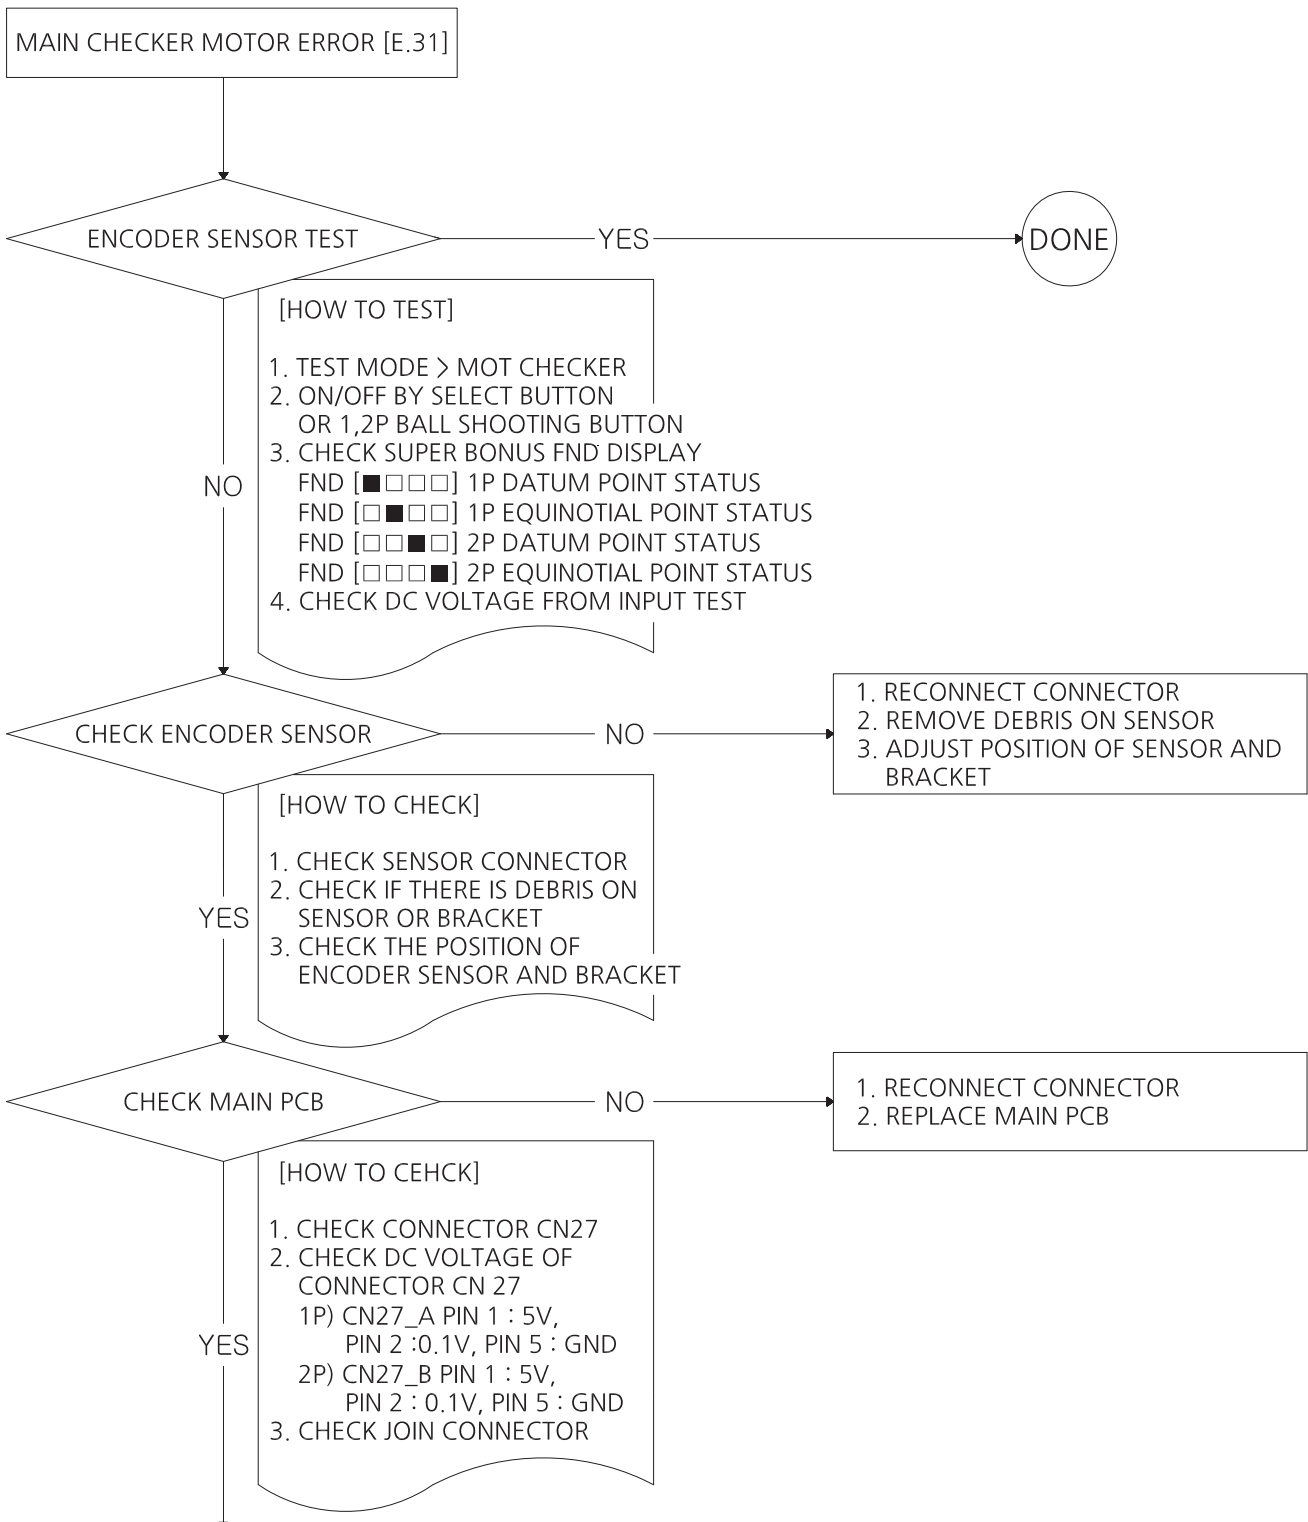 MAIN CHECKER MOTOR ERROR [E.31]
ENCODER SENSOR TEST
YES
DONE
[HOW TO TEST]
1. TEST MODE > MOT CHECKER
2. ON/OFF BY SELECT BUTTON
OR 1,2P BALL SHOOTING BUTTON
3. CHECK SUPER BONUS FND DISPLAY
FND [■□□□] 1P DATUM POINT STATUS
FND [□■□□] 1P EQUINOTIAL POINT STATUS
FND [□□■□] 2P DATUM POINT STATUS
FND [□□□■] 2P EQUINOTIAL POINT STATUS
4. CHECK DC VOLTAGE FROM INPUT TEST
NO
CHECK ENCODER SENSOR
NO
1. RECONNECT CONNECTOR
2. REMOVE DEBRIS ON SENSOR
3. ADJUST POSITION OF SENSOR AND
BRACKET
[HOW TO CHECK]
1. CHECK SENSOR CONNECTOR
2. CHECK IF THERE IS DEBRIS ON
SENSOR OR BRACKET
3. CHECK THE POSITION OF
ENCODER SENSOR AND BRACKET
YES
CHECK MAIN PCB
NO
1. RECONNECT CONNECTOR
2. REPLACE MAIN PCB
[HOW TO CEHCK]
1. CHECK CONNECTOR CN27
2. CHECK DC VOLTAGE OF
CONNECTOR CN 27
1P) CN27_A PIN 1 : 5V,
PIN 2 :0.1V, PIN 5 : GND
2P) CN27_B PIN 1 : 5V,
PIN 2 : 0.1V, PIN 5 : GND
3. CHECK JOIN CONNECTOR
YES